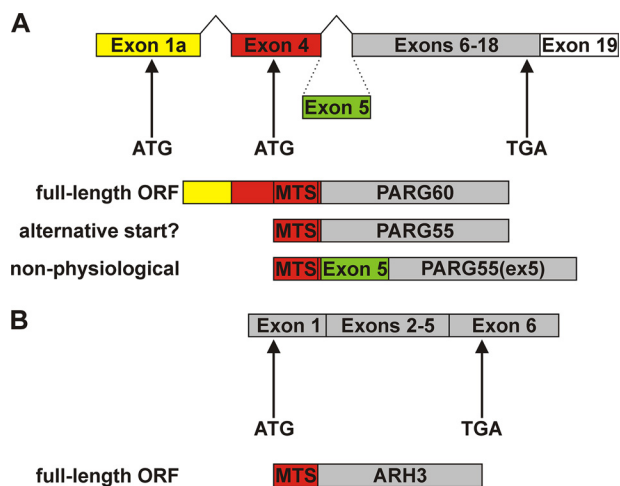 A
Exon 1a Exon 4 Exons 6-18 Exon 19
Exon 5
ATG ATG TGA
full-length ORF MTS PARG60
alternative start? MTS PARG55
non-physiological MTS Exon 5 PARG55(ex5)
B
Exon 1 Exons 2-5 Exon 6
ATG TGA
full-length ORF MTS ARH3